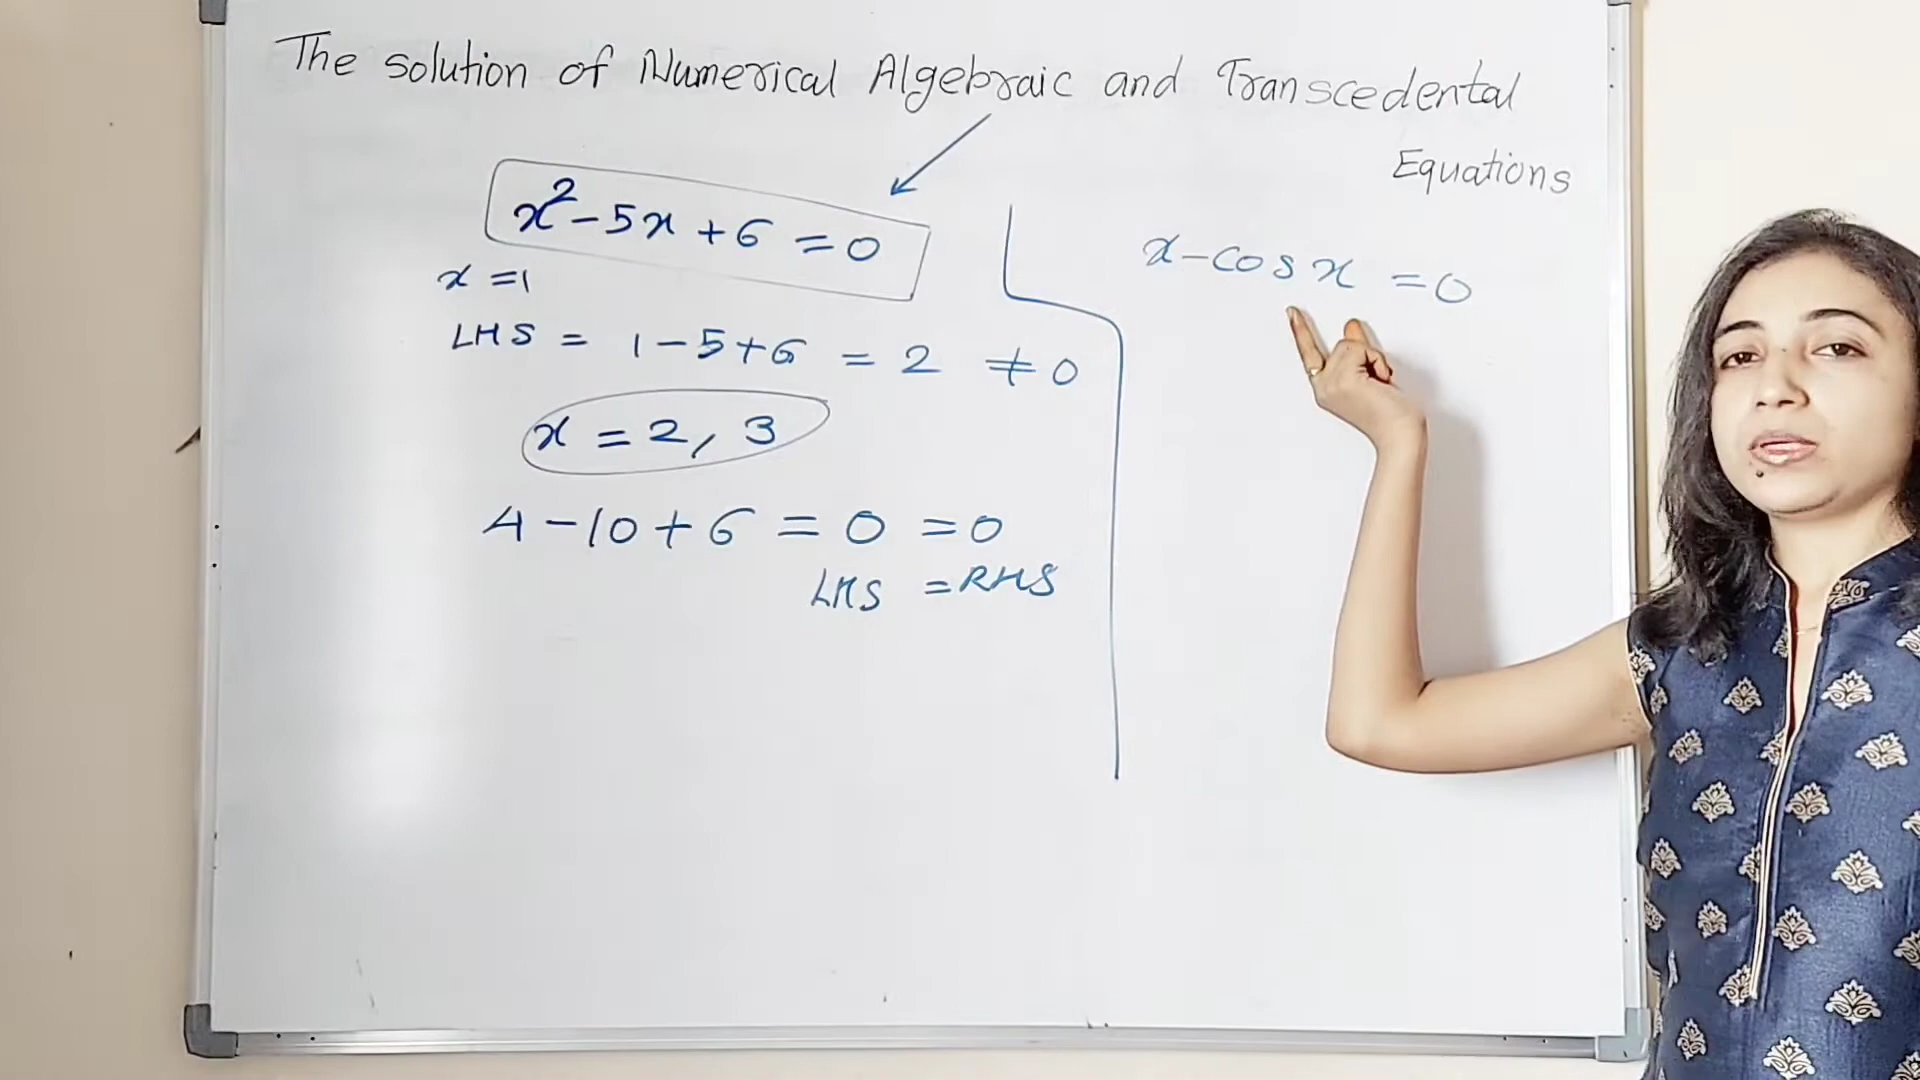 The solution of Numerical Algebraic and Transcedental
Equations
x² - 5x + 6 = 0
x = 1
LHS = 1 - 5 + 6 = 2 ≠ 0
x = 2, 3
4 - 10 + 6 = 0 = 0
LHS = RHS
x - cos x = 0